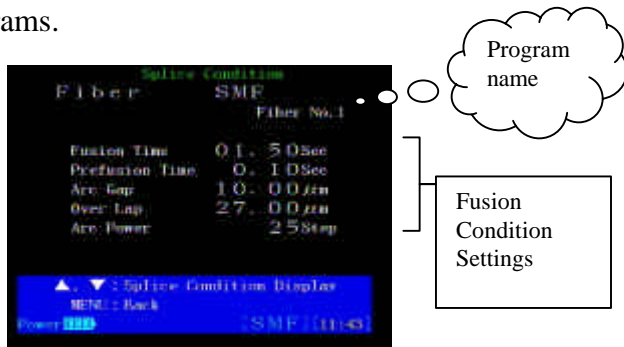 ams.
Program
name
Splice Condition
Fiber SMF
Fiber No.1
Fusion Time 01.50Sec
Prefusion Time 0.10Sec
Arc Gap 10.00μm
Over Lap 27.00μm
Arc Power 25Step
Fusion
Condition
Settings
▲, ▼:Splice Condition Display
MENU:Back
Power [SMF][11:43]